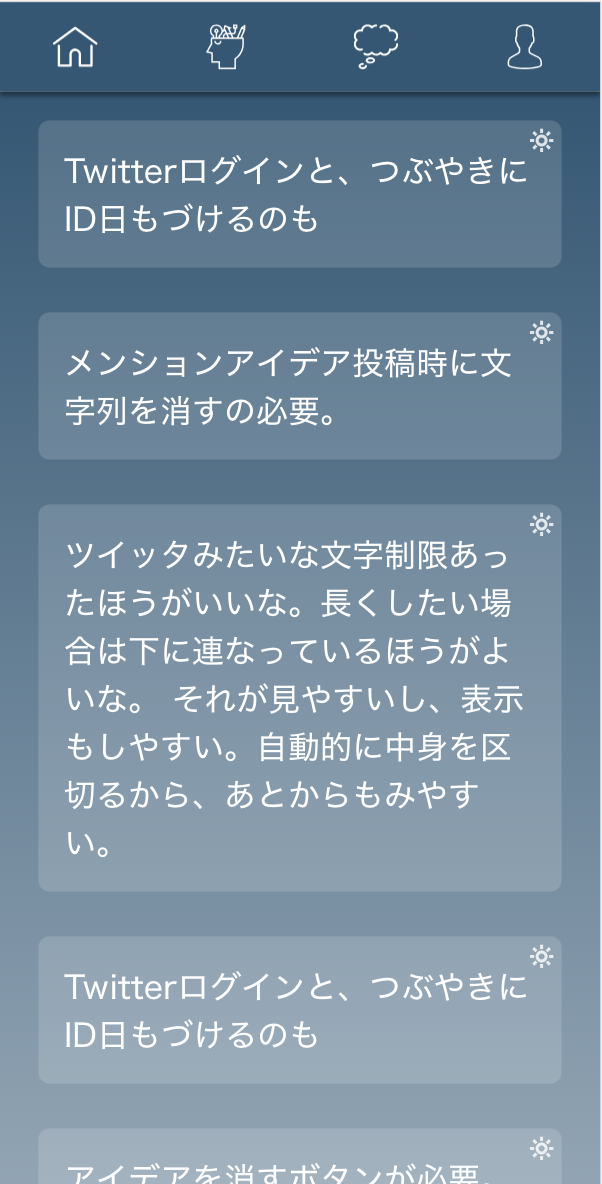 Twitterログインと、つぶやきに
ID日もづけるのも
メンションアイデア投稿時に文
字列を消すの必要。
ツイッタみたいな文字制限あっ
たほうがいいな。長くしたい場
合は下に連なっているほうがよ
いな。 それが見やすいし、表示
もしやすい。自動的に中身を区
切るから、あとからもみやす
い。
Twitterログインと、つぶやきに
ID日もづけるのも
アイデアを消すボタンが必要。